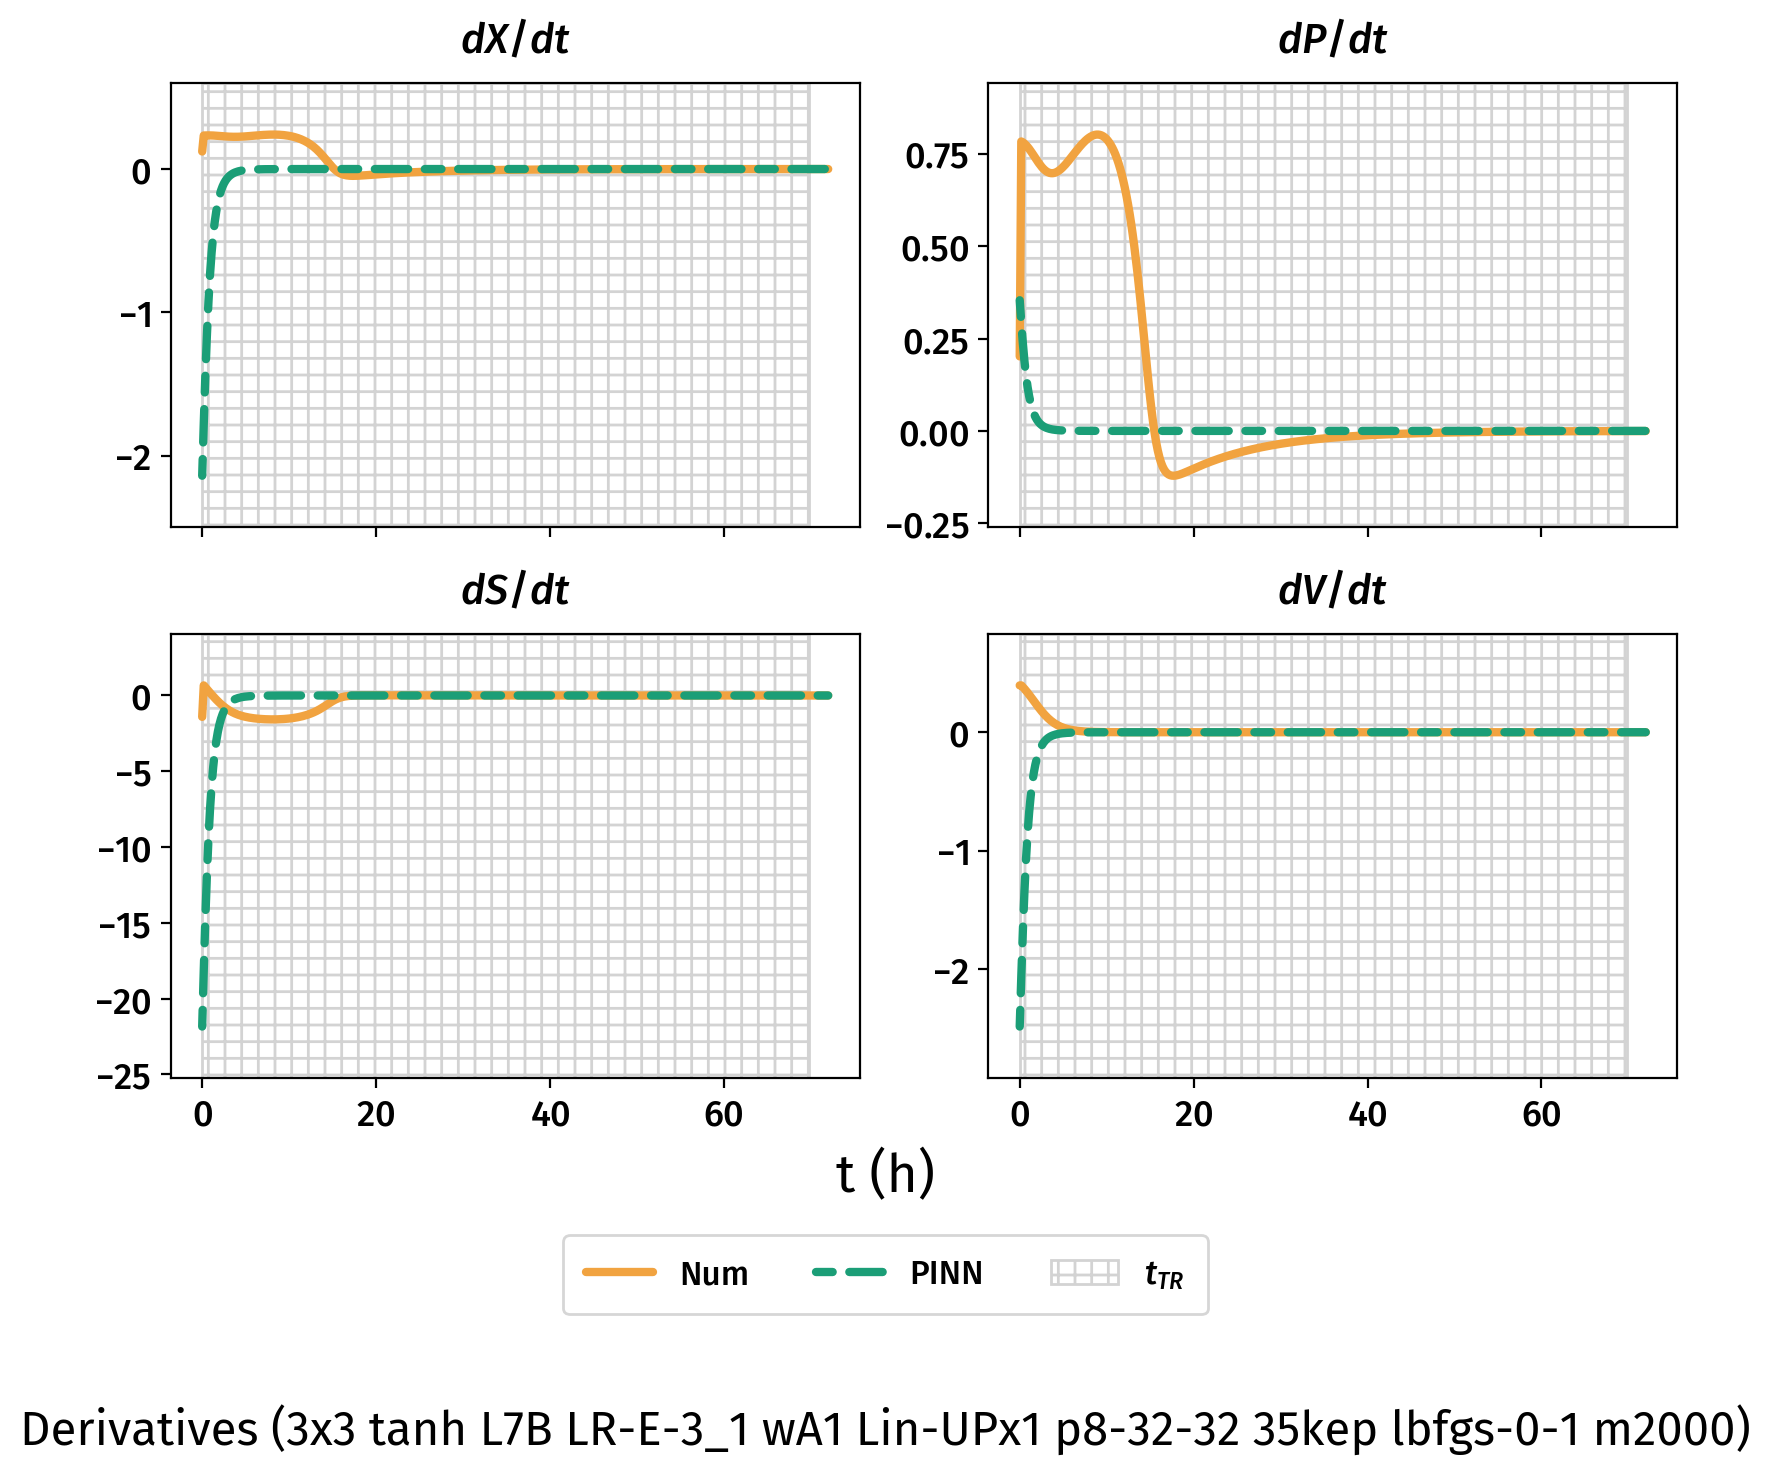 dX/dt
dP/dt
0
−1
−2
0.75
0.50
0.25
0.00
−0.25
dS/dt
dV/dt
0
−5
−10
−15
−20
−25
0
−1
−2
0 20 40 60
0 20 40 60
t (h)
Num PINN tTR
Derivatives (3x3 tanh L7B LR-E-3_1 wA1 Lin-UPx1 p8-32-32 35kep lbfgs-0-1 m2000)